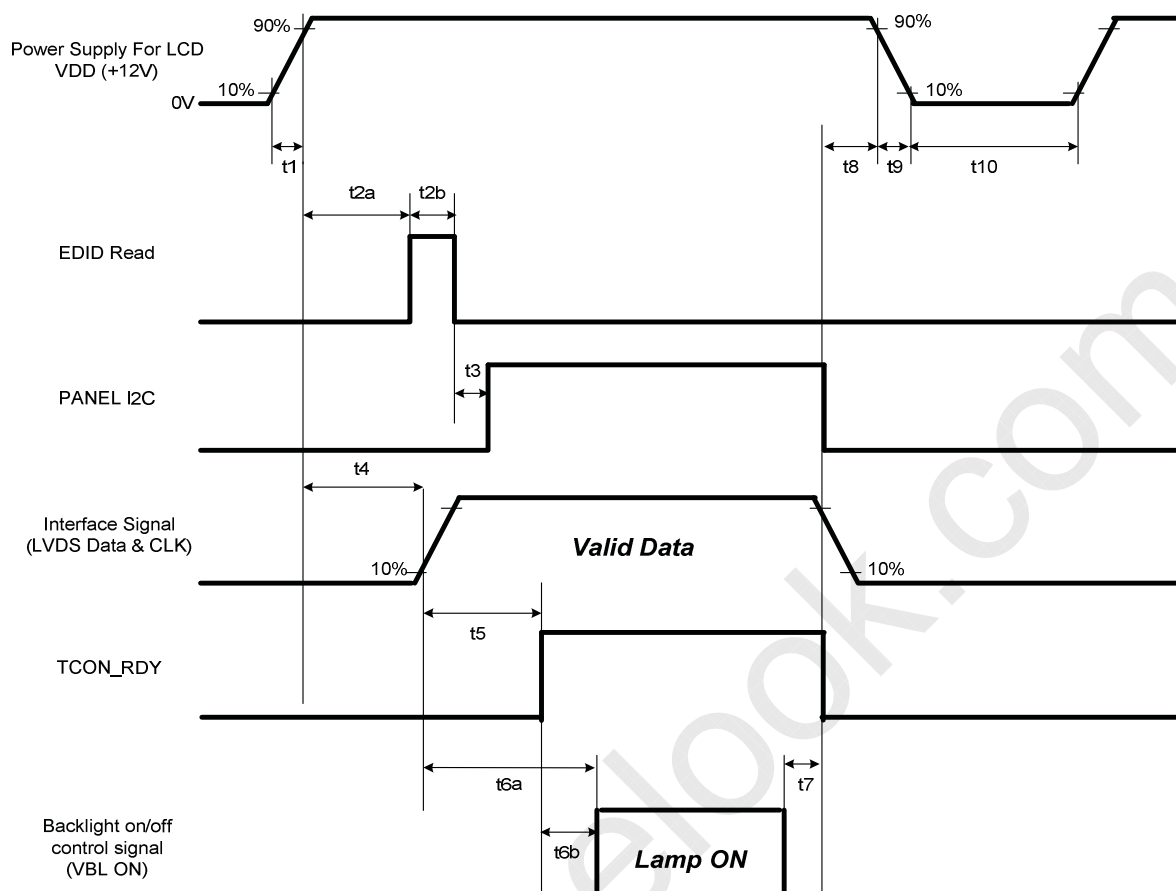 90%
90%
Power Supply For LCD
VDD (+12V)
10%
10%
0V
t1
t8
t9
t10
t2a
t2b
EDID Read
t3
PANEL I2C
t4
Interface Signal
(LVDS Data & CLK)
Valid Data
10%
10%
t5
TCON_RDY
t6a
t7
Backlight on/off
control signal
(VBL ON)
t6b
Lamp ON
elook.com